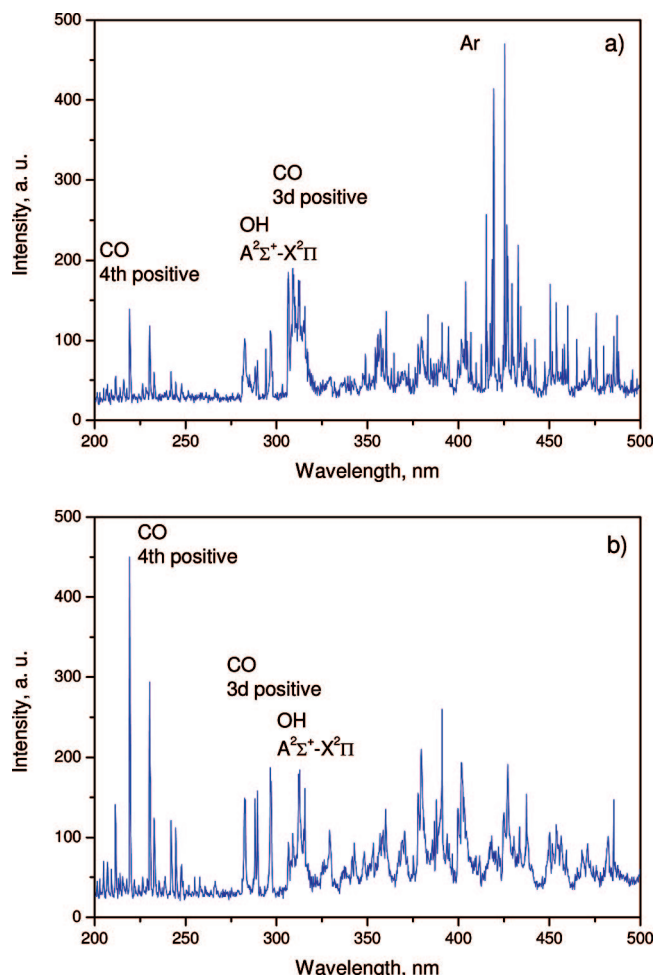 500
400
300
200
100
0
Intensity, a. u.
a)
Ar
CO
3d positive
OH
A²Σ⁺-X²Π
CO
4th positive
200 250 300 350 400 450 500
Wavelength, nm
500
400
300
200
100
0
Intensity, a. u.
b)
CO
4th positive
CO
3d positive
OH
A²Σ⁺-X²Π
200 250 300 350 400 450 500
Wavelength, nm